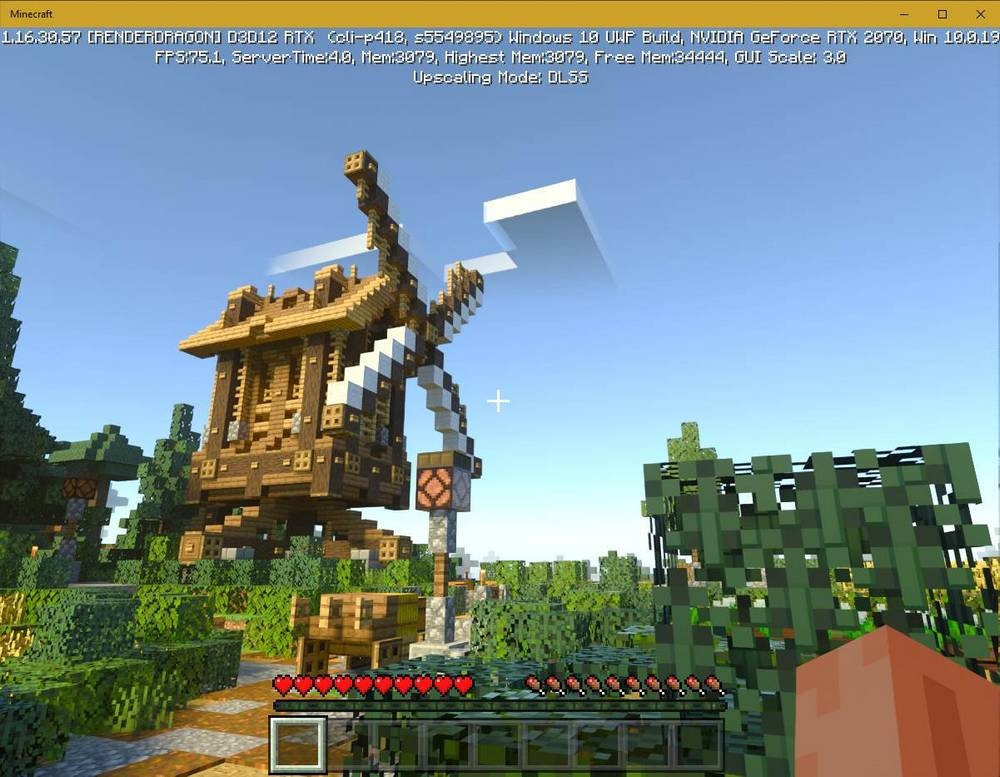 Minecraft
1.16.30.57 [RENDERDRAGON] D3D12 RTX (cli-p418, s5549895) Windows 10 UWP Build, NVIDIA GeForce RTX 2070, Win 10.0.19
FPS:75.1, ServerTime:4.0, Mem:3079, Highest Mem:3079, Free Mem:34444, GUI Scale: 3.0
Upscaling Mode: DLSS